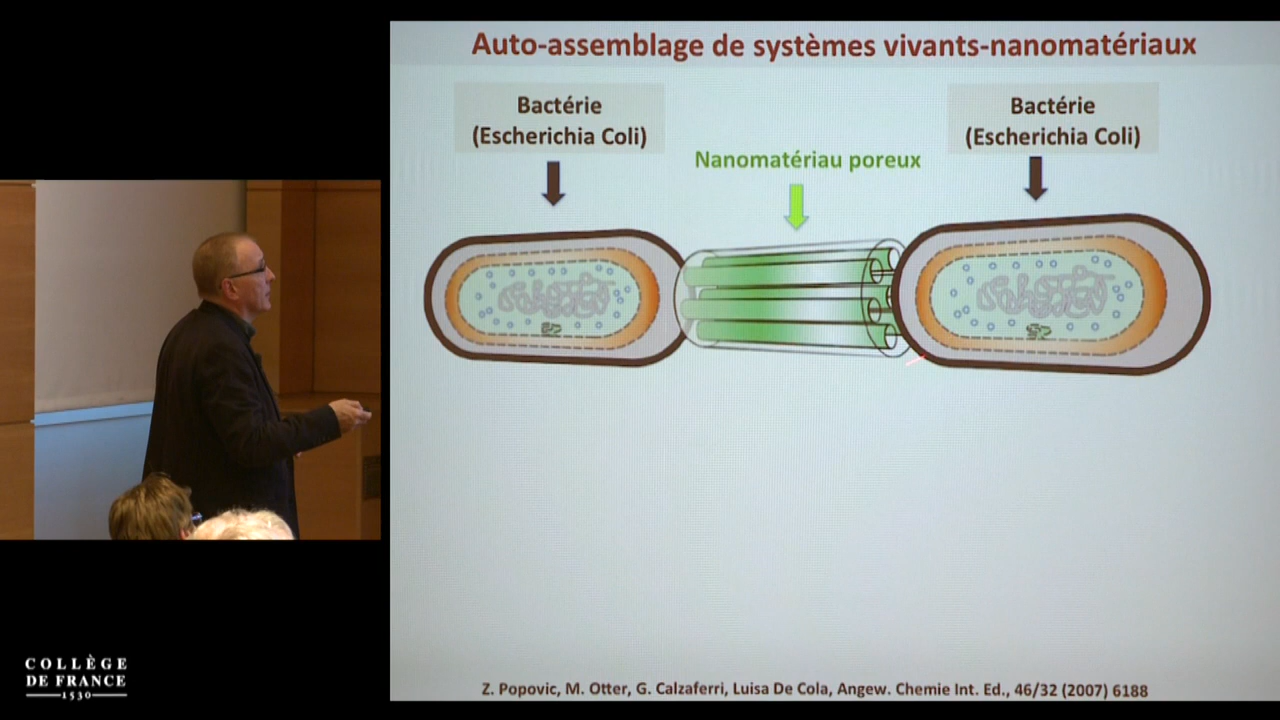 Auto-assemblage de systèmes vivants-nanomatériaux
Bactérie
(Escherichia Coli)
Nanomatériau poreux
Bactérie
(Escherichia Coli)
Z. Popovic, M. Otter, G. Calzaferri, Luisa De Cola, Angew. Chemie Int. Ed., 46/32 (2007) 6188
COLLÈGE
DE FRANCE
1530